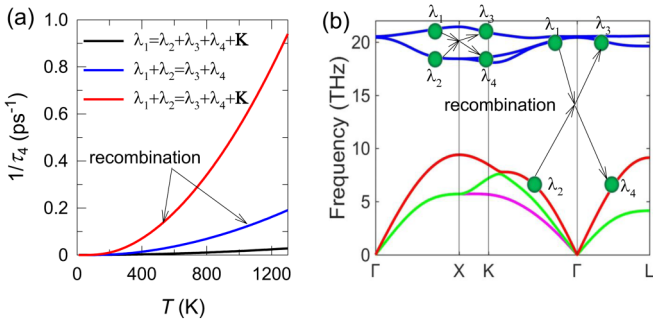 (a)
1.0
0.8
0.6
0.4
0.2
0
1/τ₄ (ps⁻¹)
λ₁=λ₂+λ₃+λ₄+K
λ₁+λ₂=λ₃+λ₄
λ₁+λ₂=λ₃+λ₄+K
recombination
0 400 800 1200
T (K)
(b)
20
15
10
5
0
Frequency (THz)
λ₁ λ₃ λ₁ λ₃
λ₂ λ₄
recombination
λ₂ λ₄
Γ X K Γ L